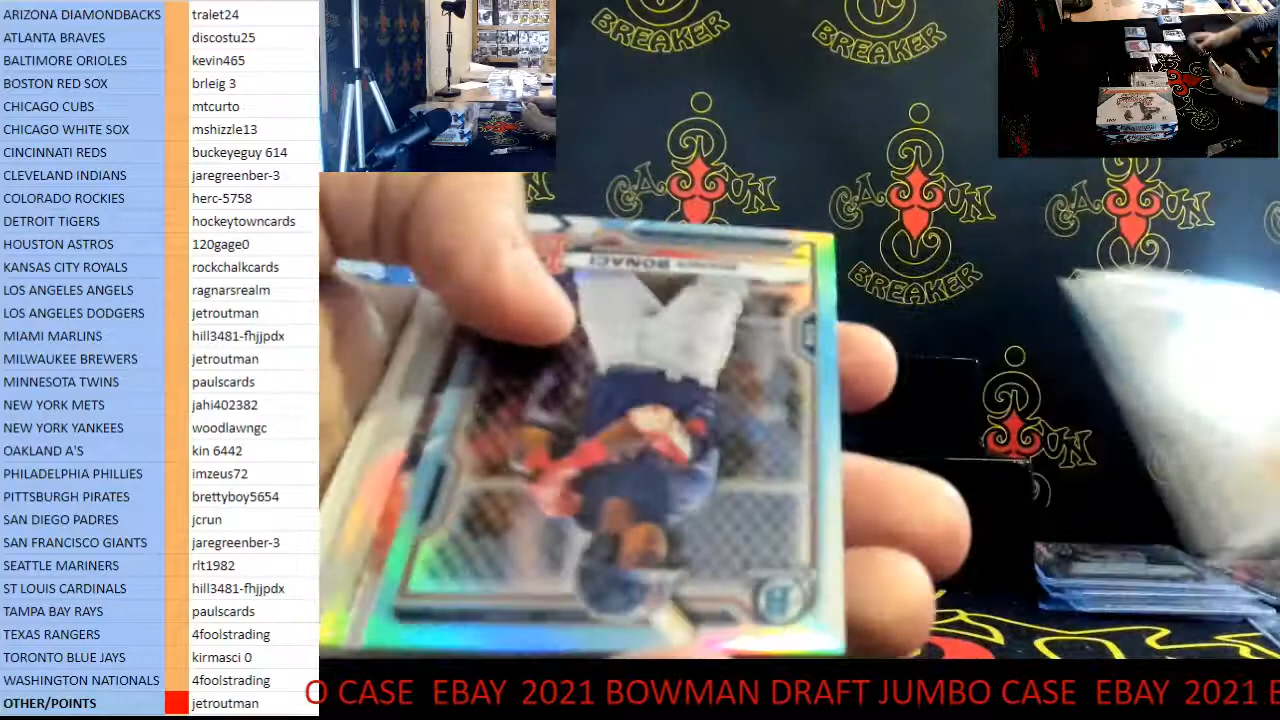 ARIZONA DIAMONDBACKS tralet24
ATLANTA BRAVES discostu25
BALTIMORE ORIOLES kevin465
BOSTON RED SOX brleig 3
CHICAGO CUBS mtcurto
CHICAGO WHITE SOX mshizzle13
CINCINNATI REDS buckeyeguy 614
CLEVELAND INDIANS jaregreenber-3
COLORADO ROCKIES herc-5758
DETROIT TIGERS hockeytowncards
HOUSTON ASTROS 120gage0
KANSAS CITY ROYALS rockchalkcards
LOS ANGELES ANGELS ragnarsrealm
LOS ANGELES DODGERS jetroutman
MIAMI MARLINS hill3481-fhjjpdx
MILWAUKEE BREWERS jetroutman
MINNESOTA TWINS paulscards
NEW YORK METS jahi402382
NEW YORK YANKEES woodlawngc
OAKLAND A'S kin 6442
PHILADELPHIA PHILLIES imzeus72
PITTSBURGH PIRATES brettyboy5654
SAN DIEGO PADRES jcrun
SAN FRANCISCO GIANTS jaregreenber-3
SEATTLE MARINERS rlt1982
ST LOUIS CARDINALS hill3481-fhjjpdx
TAMPA BAY RAYS paulscards
TEXAS RANGERS 4foolstrading
TORONTO BLUE JAYS kirmasci 0
WASHINGTON NATIONALS 4foolstrading
OTHER POINTS jetroutman
BREAKER BREAKER
CAJUN
BREAKER BREAKER
BONACI
O CASE EBAY 2021 BOWMAN DRAFT JUMBO CASE EBAY 2021